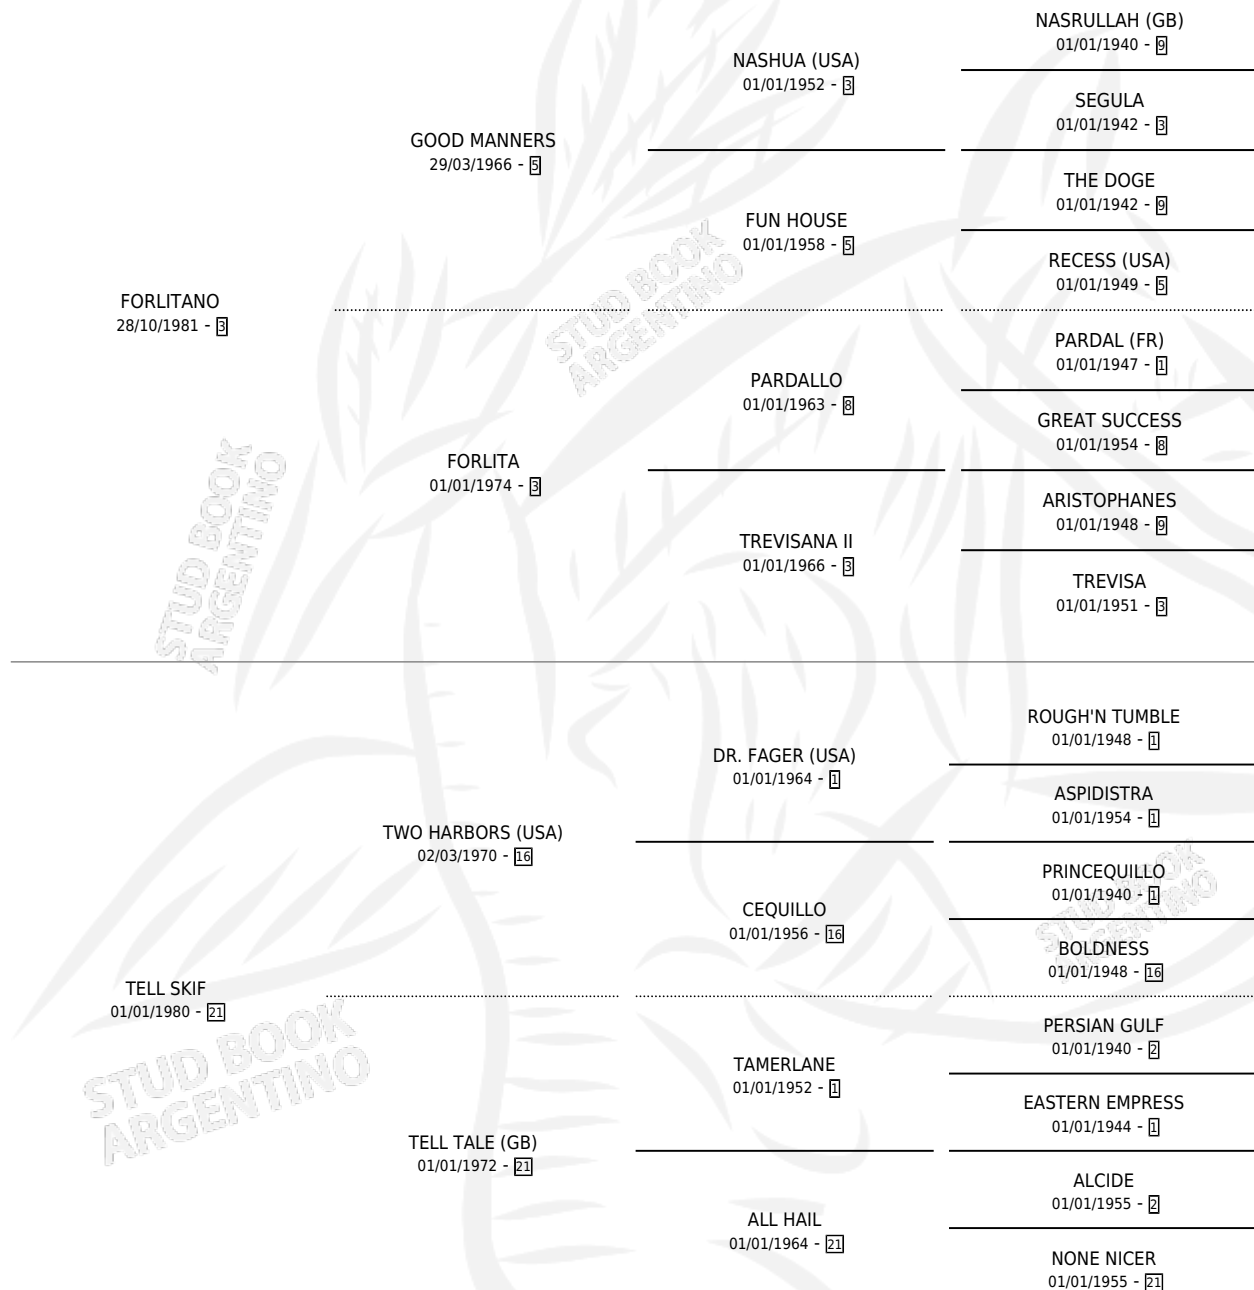 FORLITANO
28/10/1981 - 3
GOOD MANNERS
29/03/1966 - 5
FORLITA
01/01/1974 - 3
NASHUA (USA)
01/01/1952 - 3
FUN HOUSE
01/01/1958 - 5
PARDALLO
01/01/1963 - 8
TREVISANA II
01/01/1966 - 3
NASRULLAH (GB)
01/01/1940 - 9
SEGULA
01/01/1942 - 3
THE DOGE
01/01/1942 - 9
RECESS (USA)
01/01/1949 - 5
PARDAL (FR)
01/01/1947 - 1
GREAT SUCCESS
01/01/1954 - 8
ARISTOPHANES
01/01/1948 - 9
TREVISA
01/01/1951 - 3
TELL SKIF
01/01/1980 - 21
TWO HARBORS (USA)
02/03/1970 - 16
TELL TALE (GB)
01/01/1972 - 21
DR. FAGER (USA)
01/01/1964 - 1
CEQUILLO
01/01/1956 - 16
TAMERLANE
01/01/1952 - 1
ALL HAIL
01/01/1964 - 21
ROUGH'N TUMBLE
01/01/1948 - 1
ASPIDISTRA
01/01/1954 - 1
PRINCEQUILLO
01/01/1940 - 1
BOLDNESS
01/01/1948 - 16
PERSIAN GULF
01/01/1940 - 2
EASTERN EMPRESS
01/01/1944 - 1
ALCIDE
01/01/1955 - 2
NONE NICER
01/01/1955 - 21
STUD BOOK
ARGENTINO
STUD BOOK
ARGENTINO
STUD BOOK
ARGENTINO
STUD BOOK
ARGENTINO